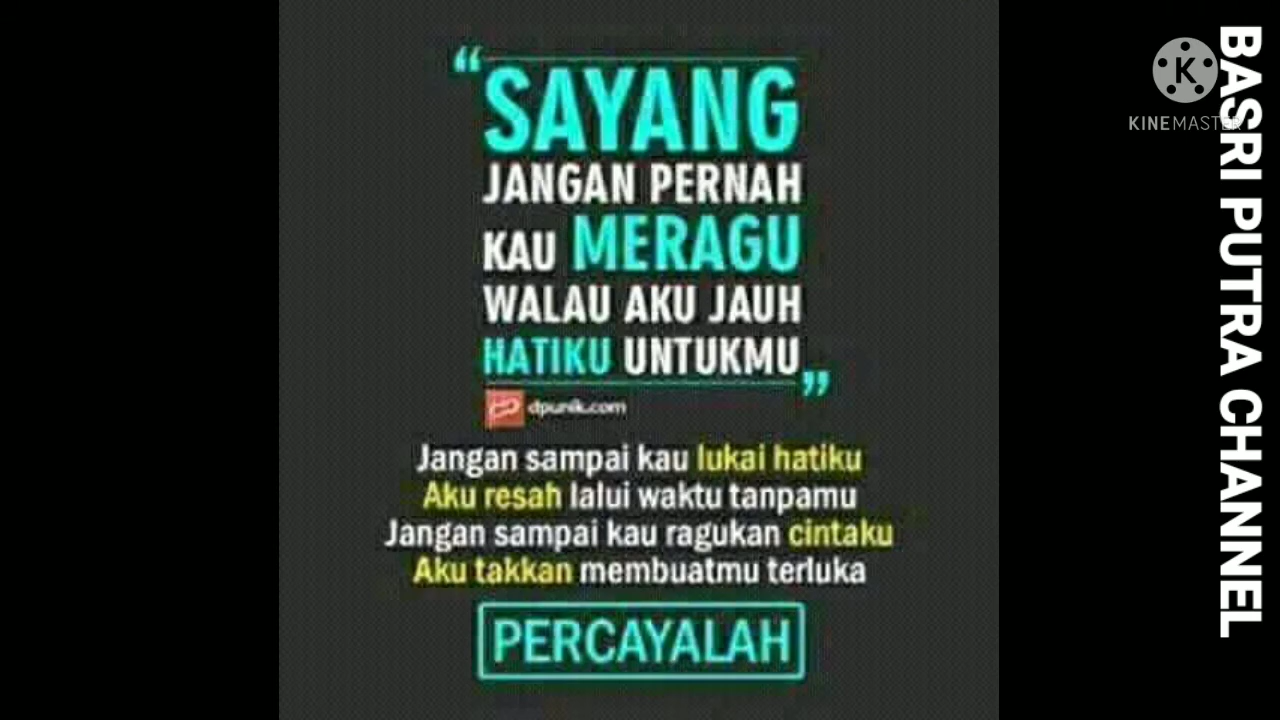 “SAYANG
JANGAN PERNAH
KAU MERAGU
WALAU AKU JAUH
HATIKU UNTUKMU”
dpunik.com
Jangan sampai kau lukai hatiku
Aku resah lalui waktu tanpamu
Jangan sampai kau ragukan cintaku
Aku takkan membuatmu terluka
PERCAYALAH
K
KINEMASTER
BASRI PUTRA CHANNEL